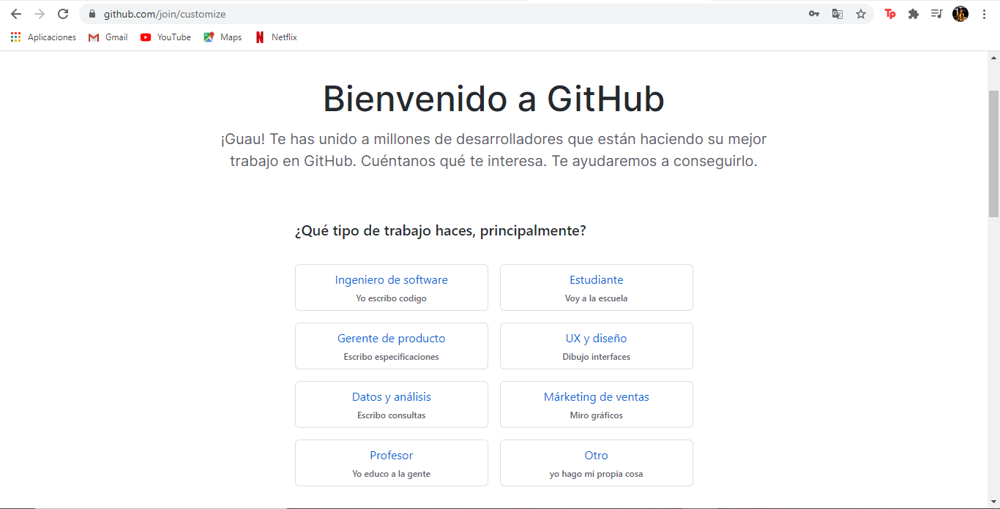 github.com/join/customize
Tp
Aplicaciones Gmail YouTube Maps Netflix
Bienvenido a GitHub
¡Guau! Te has unido a millones de desarrolladores que están haciendo su mejor
trabajo en GitHub. Cuéntanos qué te interesa. Te ayudaremos a conseguirlo.
¿Qué tipo de trabajo haces, principalmente?
Ingeniero de software
Yo escribo codigo
Estudiante
Voy a la escuela
Gerente de producto
Escribo especificaciones
UX y diseño
Dibujo interfaces
Datos y análisis
Escribo consultas
Márketing de ventas
Miro gráficos
Profesor
Yo educo a la gente
Otro
yo hago mi propia cosa